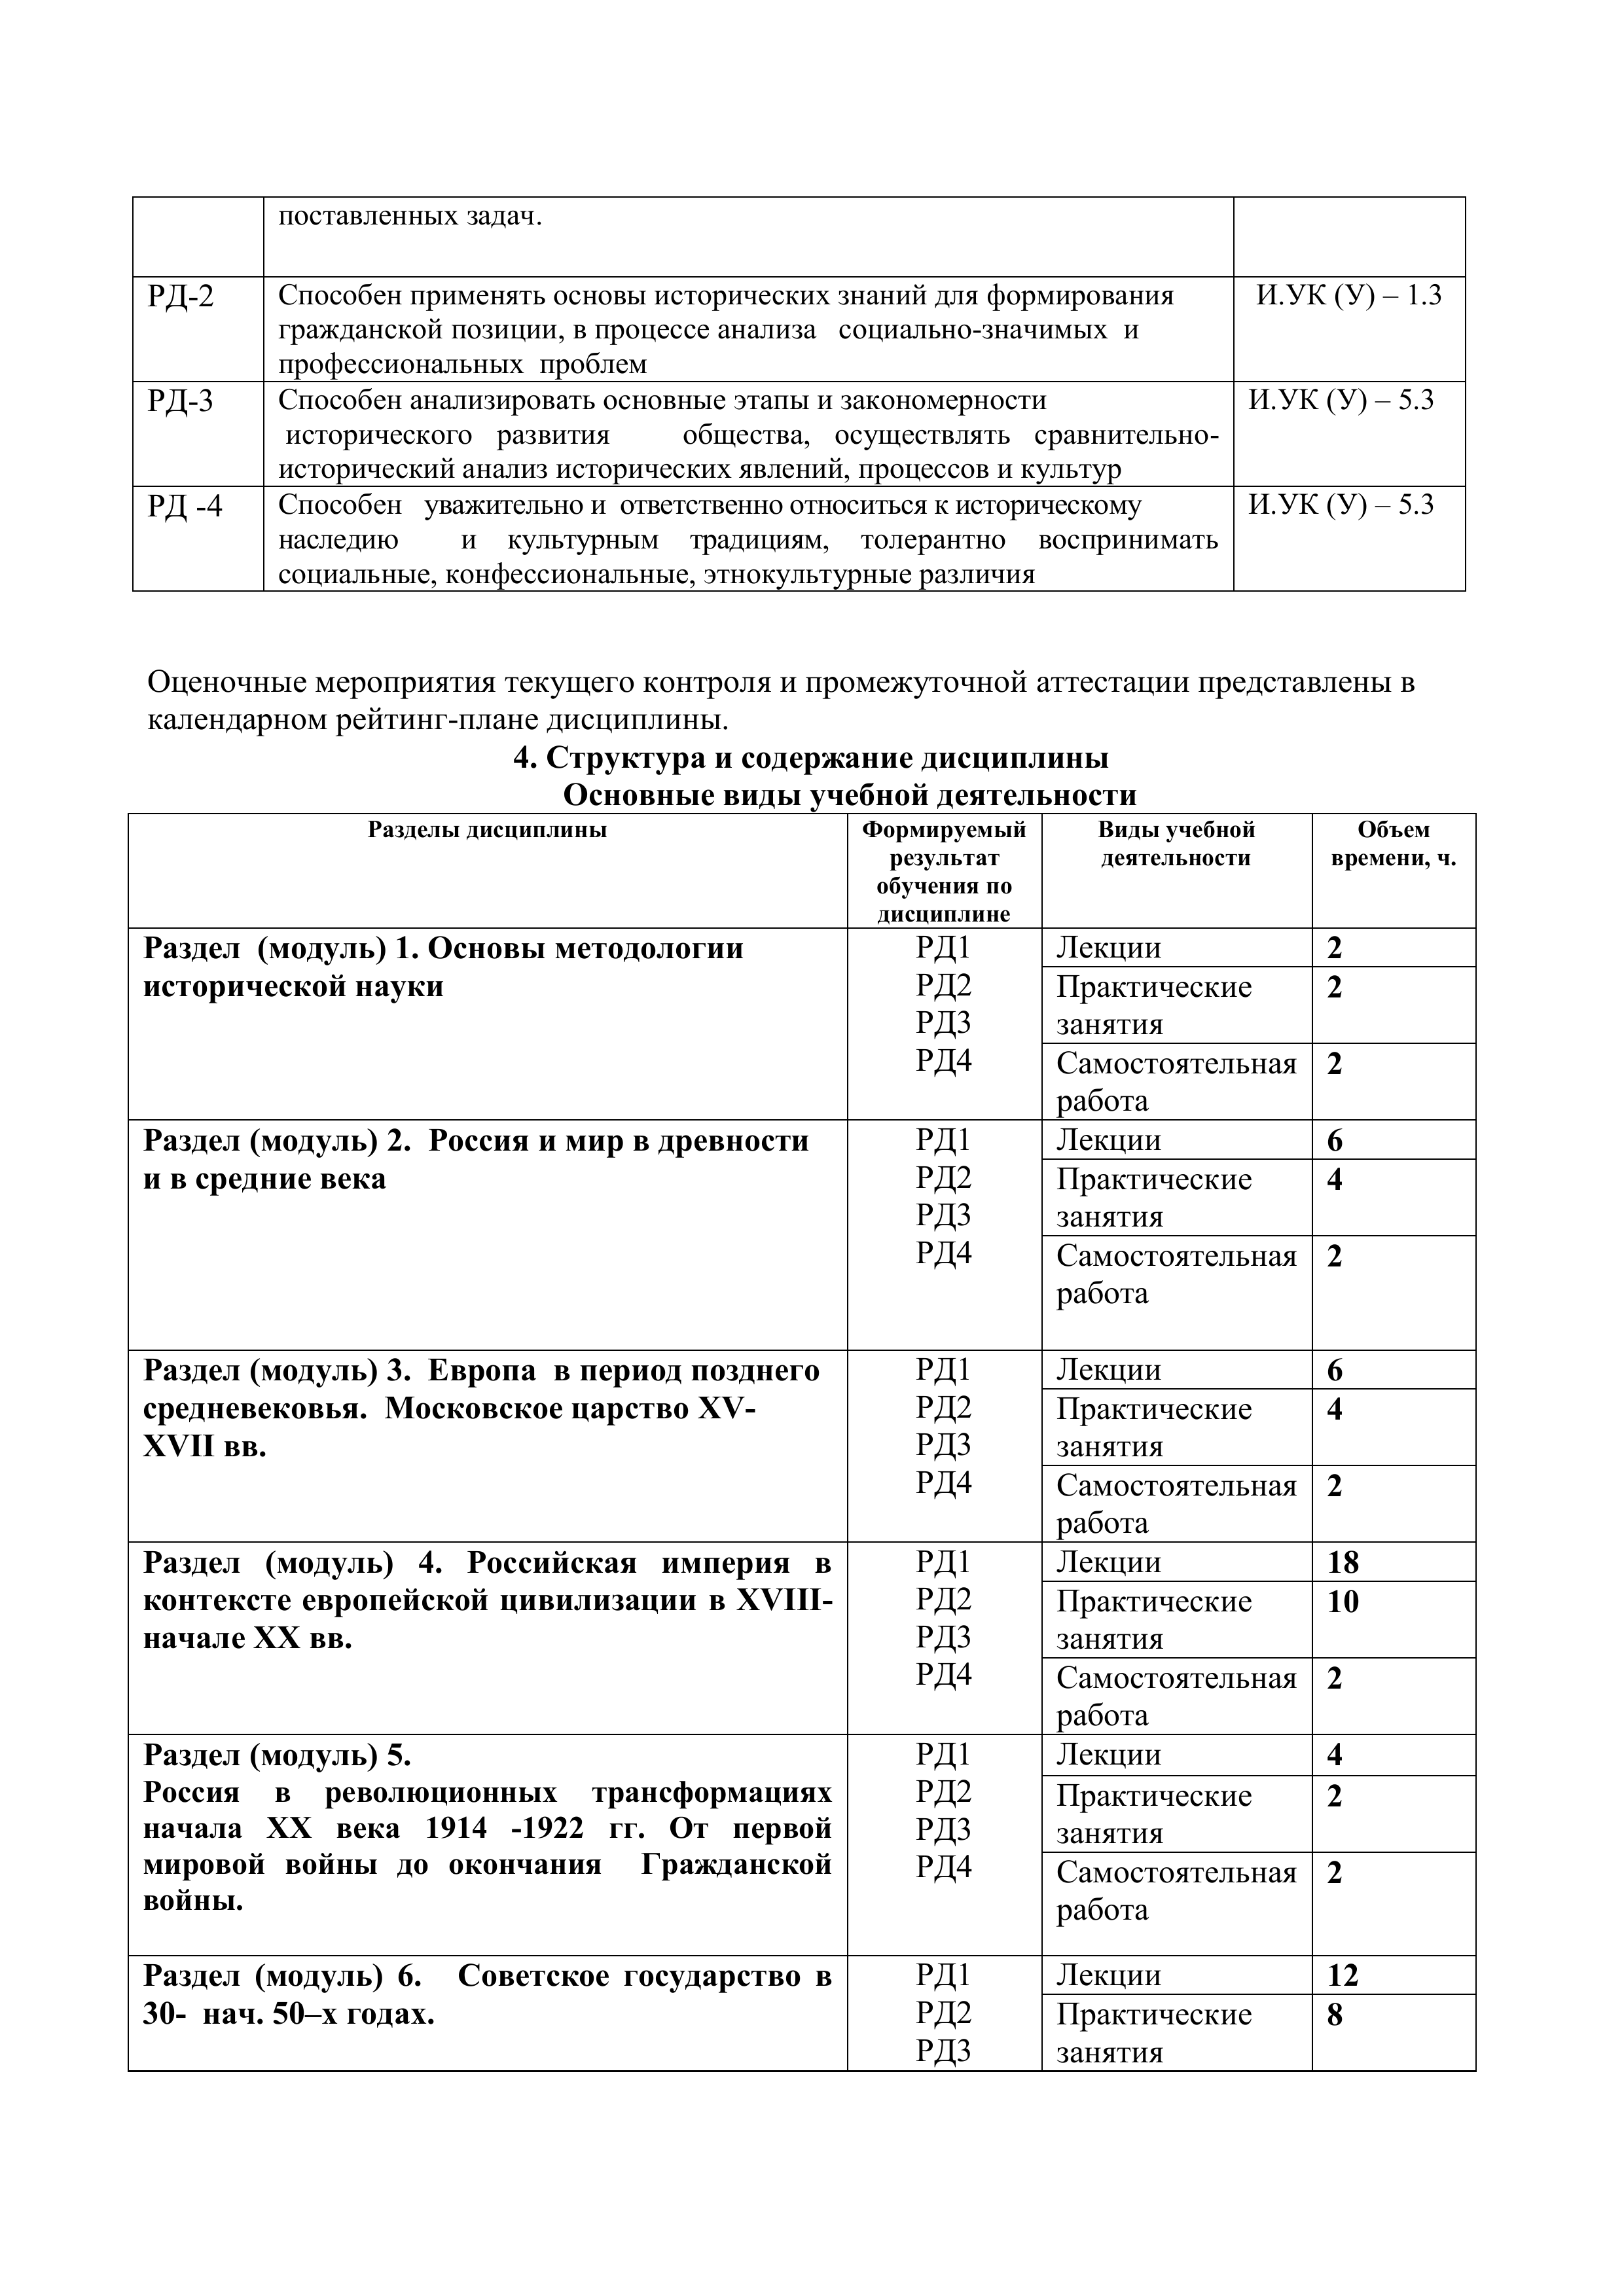 поставленных задач.
РД-2
Способен применять основы исторических знаний для формирования
гражданской позиции, в процессе анализа социально-значимых и
профессиональных проблем
И.УК (У) – 1.3
РД-3
Способен анализировать основные этапы и закономерности
исторического развития общества, осуществлять сравнительно-
исторический анализ исторических явлений, процессов и культур
И.УК (У) – 5.3
РД -4
Способен уважительно и ответственно относиться к историческому
наследию и культурным традициям, толерантно воспринимать
социальные, конфессиональные, этнокультурные различия
И.УК (У) – 5.3
Оценочные мероприятия текущего контроля и промежуточной аттестации представлены в
календарном рейтинг-плане дисциплины.
4. Структура и содержание дисциплины
Основные виды учебной деятельности
Разделы дисциплины
Формируемый
результат
обучения по
дисциплине
Виды учебной
деятельности
Объем
времени, ч.
Раздел (модуль) 1. Основы методологии
исторической науки
РД1
РД2
РД3
РД4
Лекции
2
Практические
занятия
2
Самостоятельная
работа
2
Раздел (модуль) 2. Россия и мир в древности
и в средние века
РД1
РД2
РД3
РД4
Лекции
6
Практические
занятия
4
Самостоятельная
работа
2
Раздел (модуль) 3. Европа в период позднего
средневековья. Московское царство XV-
XVII вв.
РД1
РД2
РД3
РД4
Лекции
6
Практические
занятия
4
Самостоятельная
работа
2
Раздел (модуль) 4. Российская империя в
контексте европейской цивилизации в XVIII-
начале XX вв.
РД1
РД2
РД3
РД4
Лекции
18
Практические
занятия
10
Самостоятельная
работа
2
Раздел (модуль) 5.
Россия в революционных трансформациях
начала XX века 1914 -1922 гг. От первой
мировой войны до окончания Гражданской
войны.
РД1
РД2
РД3
РД4
Лекции
4
Практические
занятия
2
Самостоятельная
работа
2
Раздел (модуль) 6. Советское государство в
30- нач. 50–х годах.
РД1
РД2
РД3
Лекции
12
Практические
занятия
8